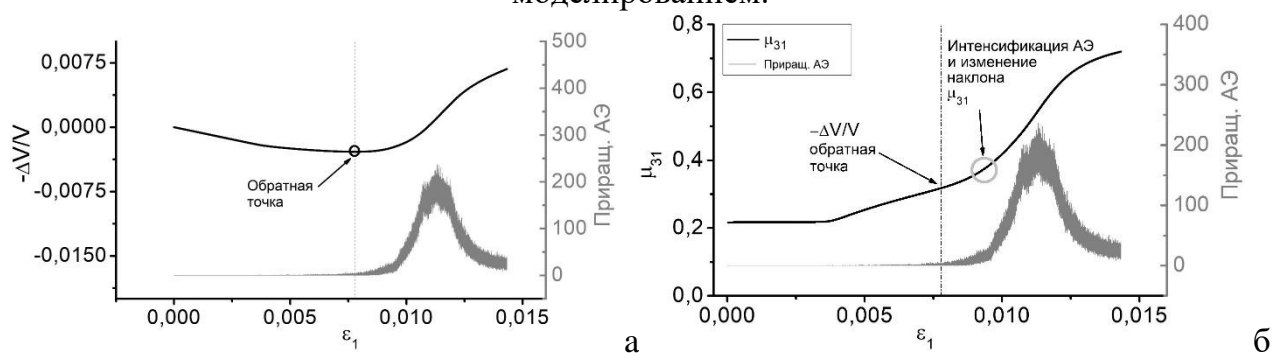 моделированием.
500
400
300
200
100
0
Приращ. АЭ
0,0075
0,0000
-0,0075
-0,0150
-ΔV/V
Обратная
точка
0,000
0,005
0,010
0,015
ε1
а
0,8
0,6
0,4
0,2
0,0
μ31
μ31
Приращ. АЭ
Интенсификация АЭ
и изменение
наклона
μ31
−ΔV/V
обратная
точка
400
300
200
100
0
Приращ. АЭ
0,000
0,005
0,010
0,015
ε1
б